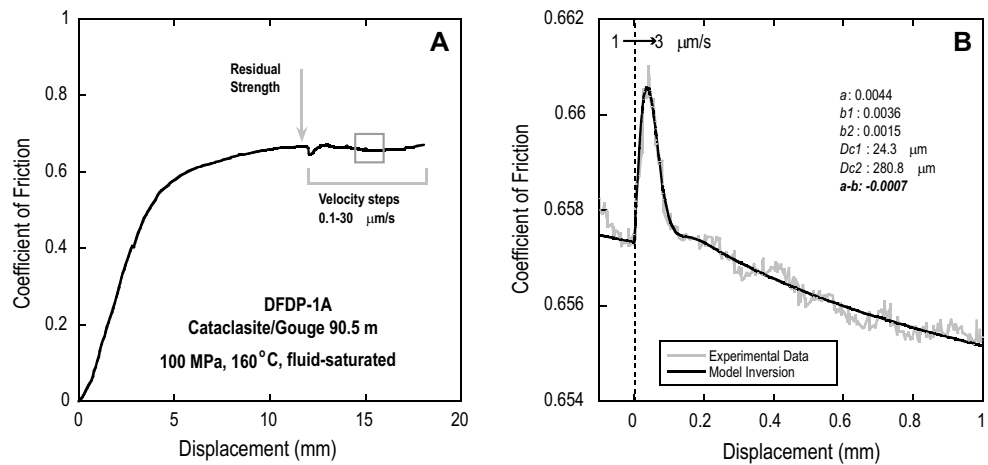 1
0.8
0.6
0.4
0.2
0
0
5
10
15
20
Coefficient of Friction
Displacement (mm)
A
Residual
Strength
Velocity steps
0.1-30 μm/s
DFDP-1A
Cataclasite/Gouge 90.5 m
100 MPa, 160°C, fluid-saturated
0.662
0.66
0.658
0.656
0.654
0
0.2
0.4
0.6
0.8
1
Coefficient of Friction
Displacement (mm)
B
1 → 3 μm/s
a: 0.0044
b1: 0.0036
b2: 0.0015
Dc1 : 24.3 μm
Dc2 : 280.8 μm
a-b: -0.0007
Experimental Data
Model Inversion